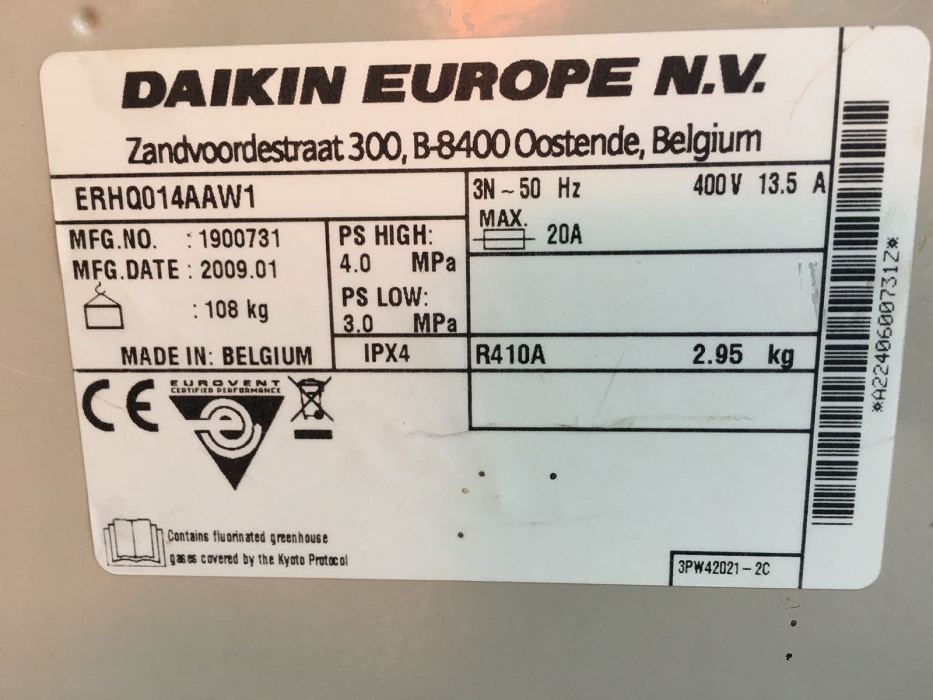 DAIKIN EUROPE N.V.
Zandvoordestraat 300, B-8400 Oostende, Belgium
ERHQ014AAW1
3N ~ 50 Hz 400 V 13.5 A
MAX.
20A
MFG.NO. : 1900731
MFG.DATE : 2009.01
: 108 kg
PS HIGH:
4.0 MPa
PS LOW:
3.0 MPa
MADE IN: BELGIUM
IPX4
R410A 2.95 kg
CE
EUROVENT
CERTIFIED PERFORMANCE
e
Contains fluorinated greenhouse
gases covered by the Kyoto Protocol
3PW42021-2C
*A22406007312*